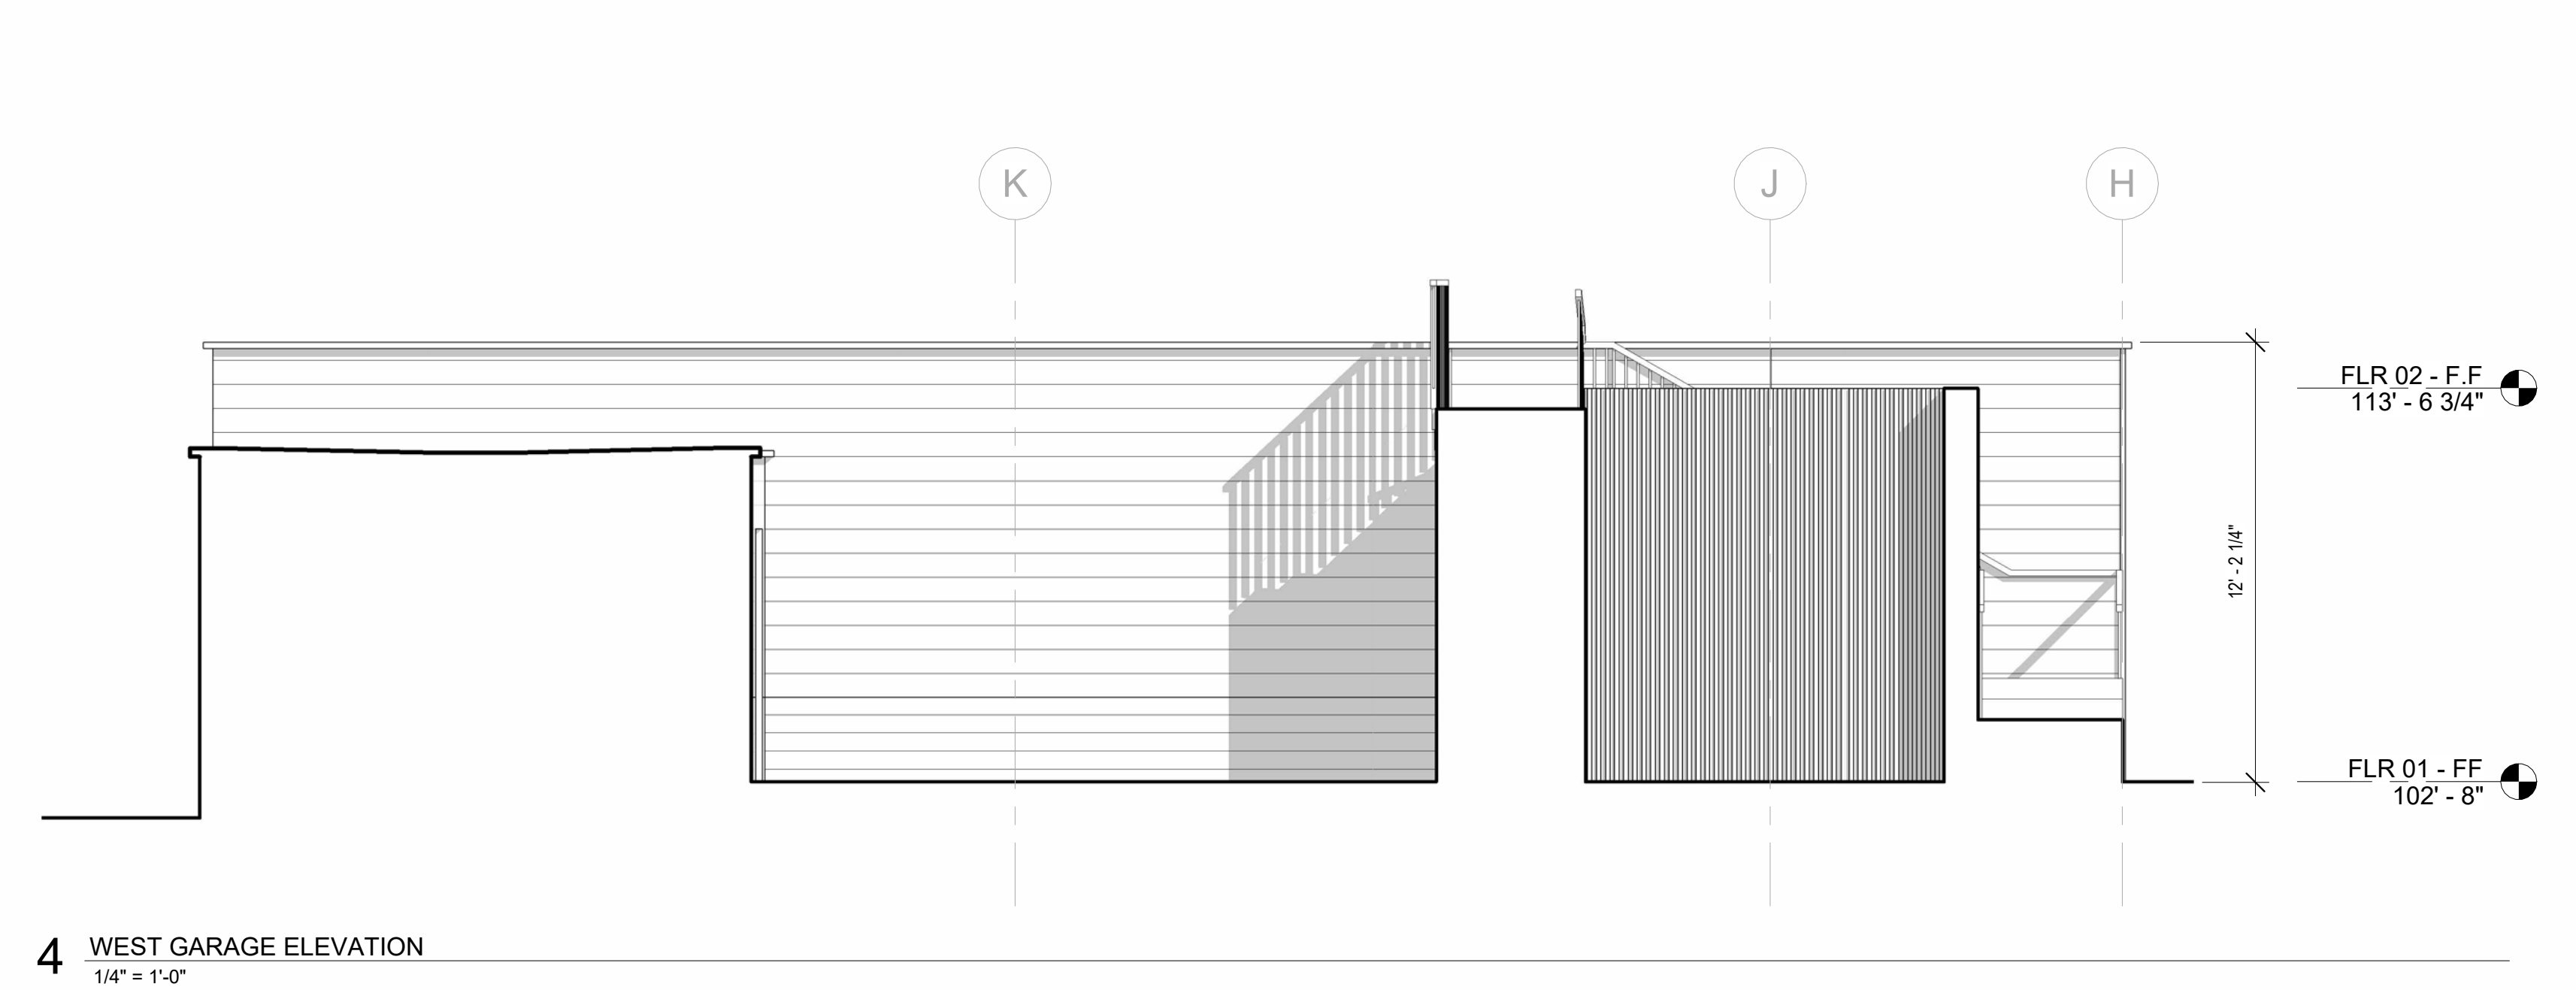 K
J
H
FLR 02 - F.F
113' - 6 3/4"
12' - 2 1/4"
FLR 01 - FF
102' - 8"
4 WEST GARAGE ELEVATION
1/4" = 1'-0"